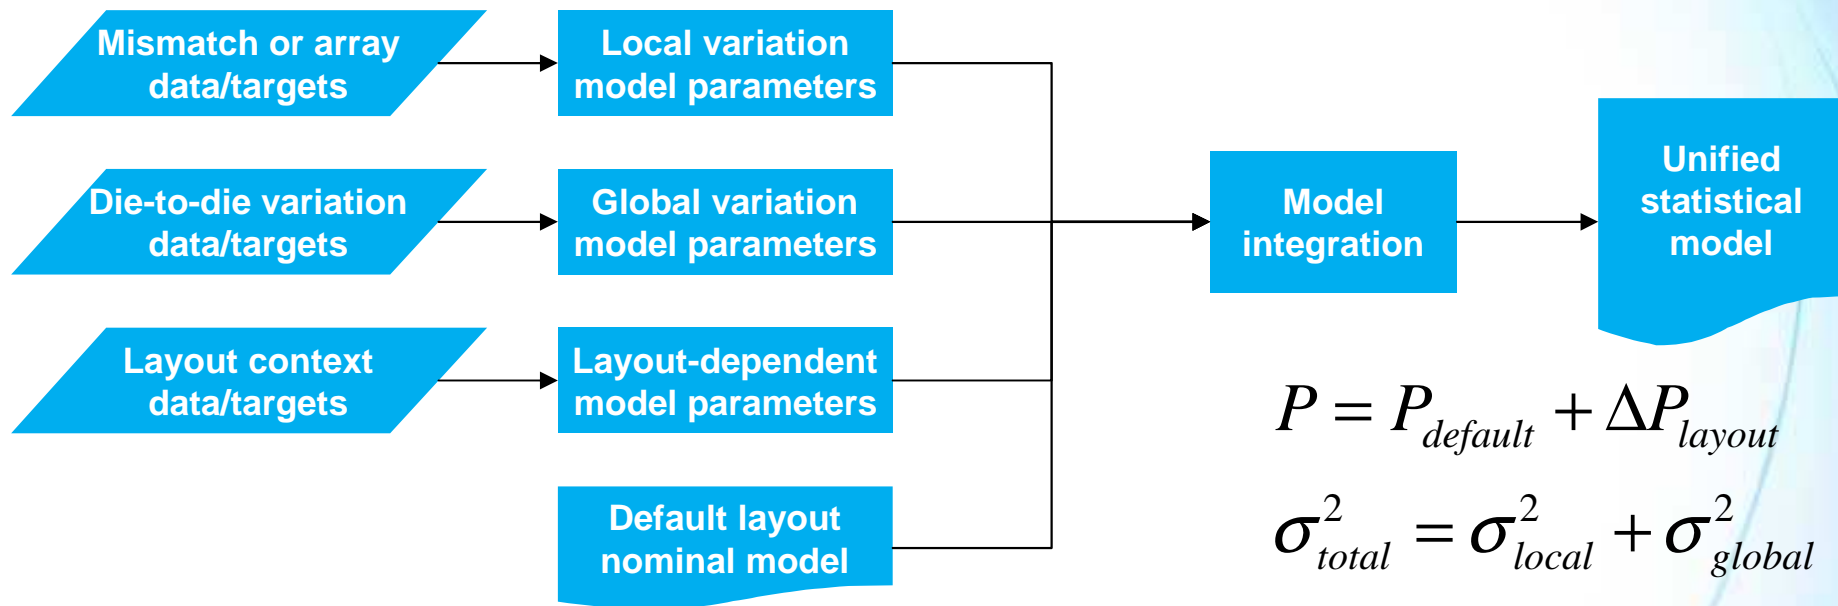 Mismatch or array
data/targets
Local variation
model parameters
Die-to-die variation
data/targets
Global variation
model parameters
Model
integration
Unified
statistical
model
Layout context
data/targets
Layout-dependent
model parameters
Default layout
nominal model
P = P_default + ΔP_layout
σ²_total = σ²_local + σ²_global